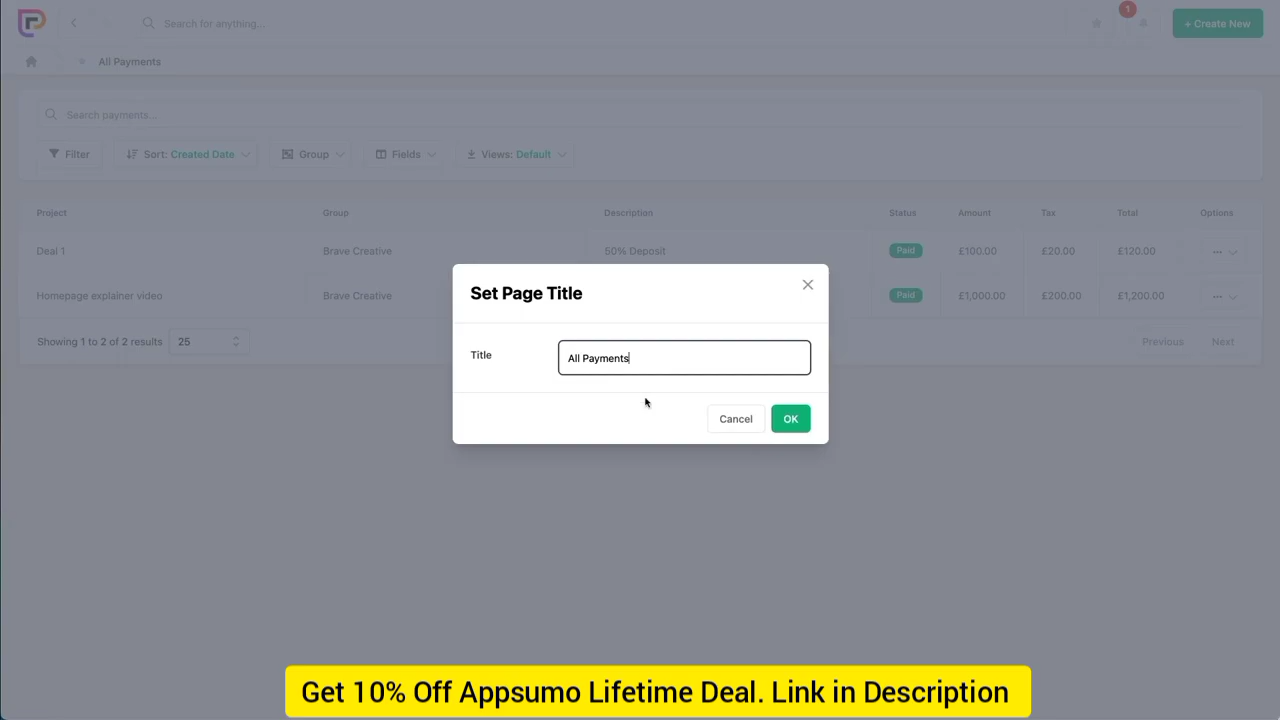 Search for anything...
1
+ Create New
All Payments
Search payments...
Filter
Sort: Created Date
Group
Fields
Views: Default
Project Group Description Status Amount Tax Total Options
Deal 1 Brave Creative 50% Deposit Paid £100.00 £20.00 £120.00
Homepage explainer video Brave Creative Paid £1,000.00 £200.00 £1,200.00
Showing 1 to 2 of 2 results 25 Previous Next
Set Page Title
Title All Payments
Cancel OK
Get 10% Off Appsumo Lifetime Deal. Link in Description